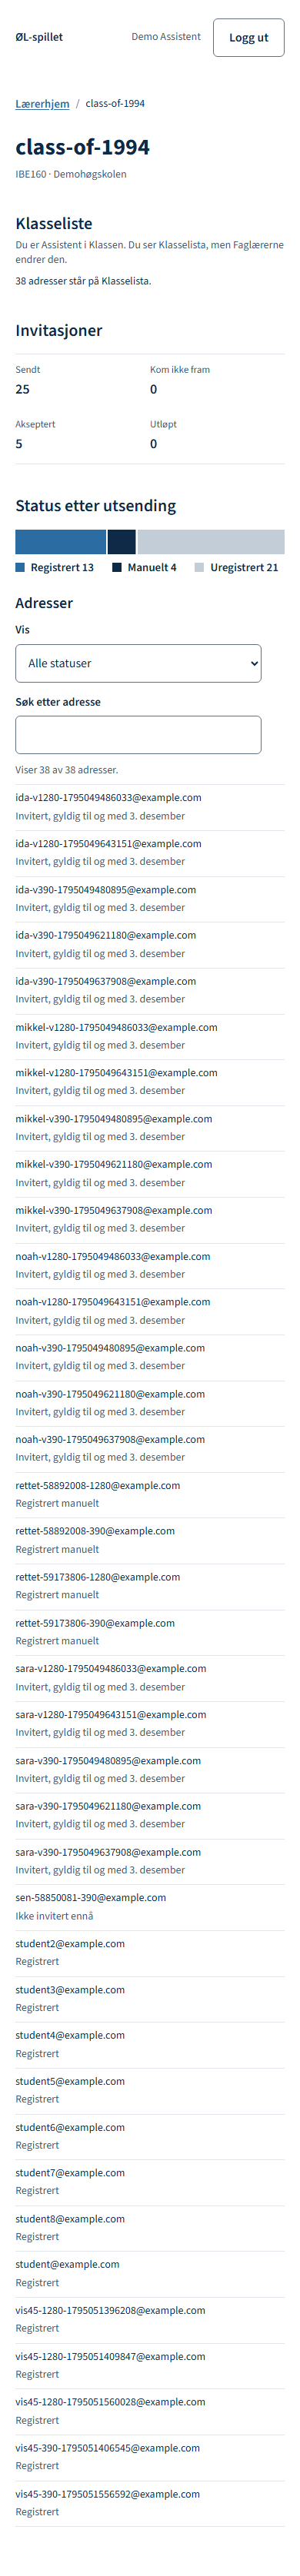 ØL-spillet
Demo Assistent
Logg ut
Lærerhjem / class-of-1994
class-of-1994
IBE160 · Demohøgskolen
Klasseliste
Du er Assistent i Klassen. Du ser Klasselista, men Faglærerne
endrer den.
38 adresser står på Klasselista.
Invitasjoner
Sendt
25
Kom ikke fram
0
Akseptert
5
Utløpt
0
Status etter utsending
Registrert 13
Manuelt 4
Uregistrert 21
Adresser
Vis
Alle statuser
Søk etter adresse
Viser 38 av 38 adresser.
ida-v1280-1795049486033@example.com
Invitert, gyldig til og med 3. desember
ida-v1280-1795049643151@example.com
Invitert, gyldig til og med 3. desember
ida-v390-1795049480895@example.com
Invitert, gyldig til og med 3. desember
ida-v390-1795049621180@example.com
Invitert, gyldig til og med 3. desember
ida-v390-1795049637908@example.com
Invitert, gyldig til og med 3. desember
mikkel-v1280-1795049486033@example.com
Invitert, gyldig til og med 3. desember
mikkel-v1280-1795049643151@example.com
Invitert, gyldig til og med 3. desember
mikkel-v390-1795049480895@example.com
Invitert, gyldig til og med 3. desember
mikkel-v390-1795049621180@example.com
Invitert, gyldig til og med 3. desember
mikkel-v390-1795049637908@example.com
Invitert, gyldig til og med 3. desember
noah-v1280-1795049486033@example.com
Invitert, gyldig til og med 3. desember
noah-v1280-1795049643151@example.com
Invitert, gyldig til og med 3. desember
noah-v390-1795049480895@example.com
Invitert, gyldig til og med 3. desember
noah-v390-1795049621180@example.com
Invitert, gyldig til og med 3. desember
noah-v390-1795049637908@example.com
Invitert, gyldig til og med 3. desember
rettet-58892008-1280@example.com
Registrert manuelt
rettet-58892008-390@example.com
Registrert manuelt
rettet-59173806-1280@example.com
Registrert manuelt
rettet-59173806-390@example.com
Registrert manuelt
sara-v1280-1795049486033@example.com
Invitert, gyldig til og med 3. desember
sara-v1280-1795049643151@example.com
Invitert, gyldig til og med 3. desember
sara-v390-1795049480895@example.com
Invitert, gyldig til og med 3. desember
sara-v390-1795049621180@example.com
Invitert, gyldig til og med 3. desember
sara-v390-1795049637908@example.com
Invitert, gyldig til og med 3. desember
sen-58850081-390@example.com
Ikke invitert ennå
student2@example.com
Registrert
student3@example.com
Registrert
student4@example.com
Registrert
student5@example.com
Registrert
student6@example.com
Registrert
student7@example.com
Registrert
student8@example.com
Registrert
student@example.com
Registrert
vis45-1280-1795051396208@example.com
Registrert
vis45-1280-1795051409847@example.com
Registrert
vis45-1280-1795051560028@example.com
Registrert
vis45-390-1795051406545@example.com
Registrert
vis45-390-1795051556592@example.com
Registrert